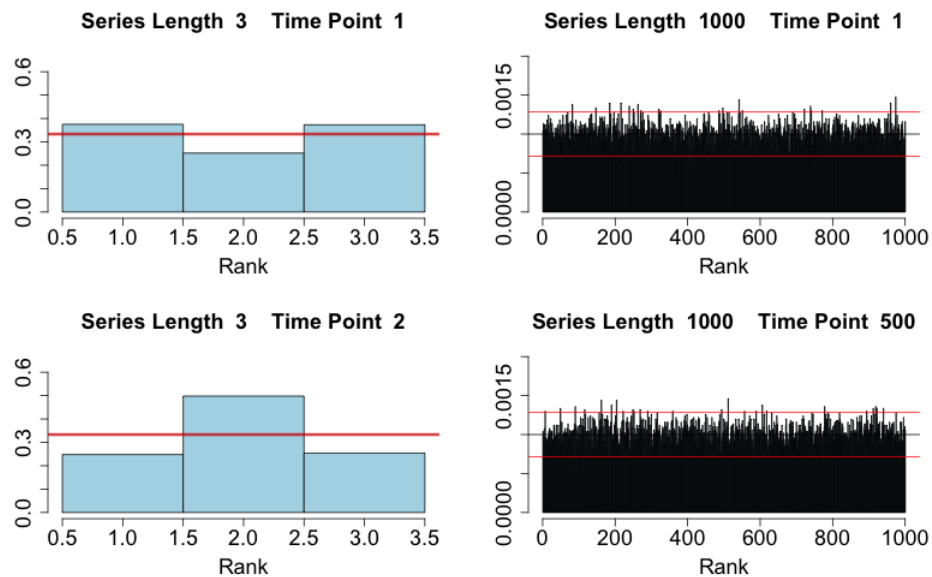 Series Length 3 Time Point 1
0.0 0.3 0.6
0.5 1.0 1.5 2.0 2.5 3.0 3.5
Rank
Series Length 1000 Time Point 1
0.0000 0.0015
0 200 400 600 800 1000
Rank
Series Length 3 Time Point 2
0.0 0.3 0.6
0.5 1.0 1.5 2.0 2.5 3.0 3.5
Rank
Series Length 1000 Time Point 500
0.0000 0.0015
0 200 400 600 800 1000
Rank